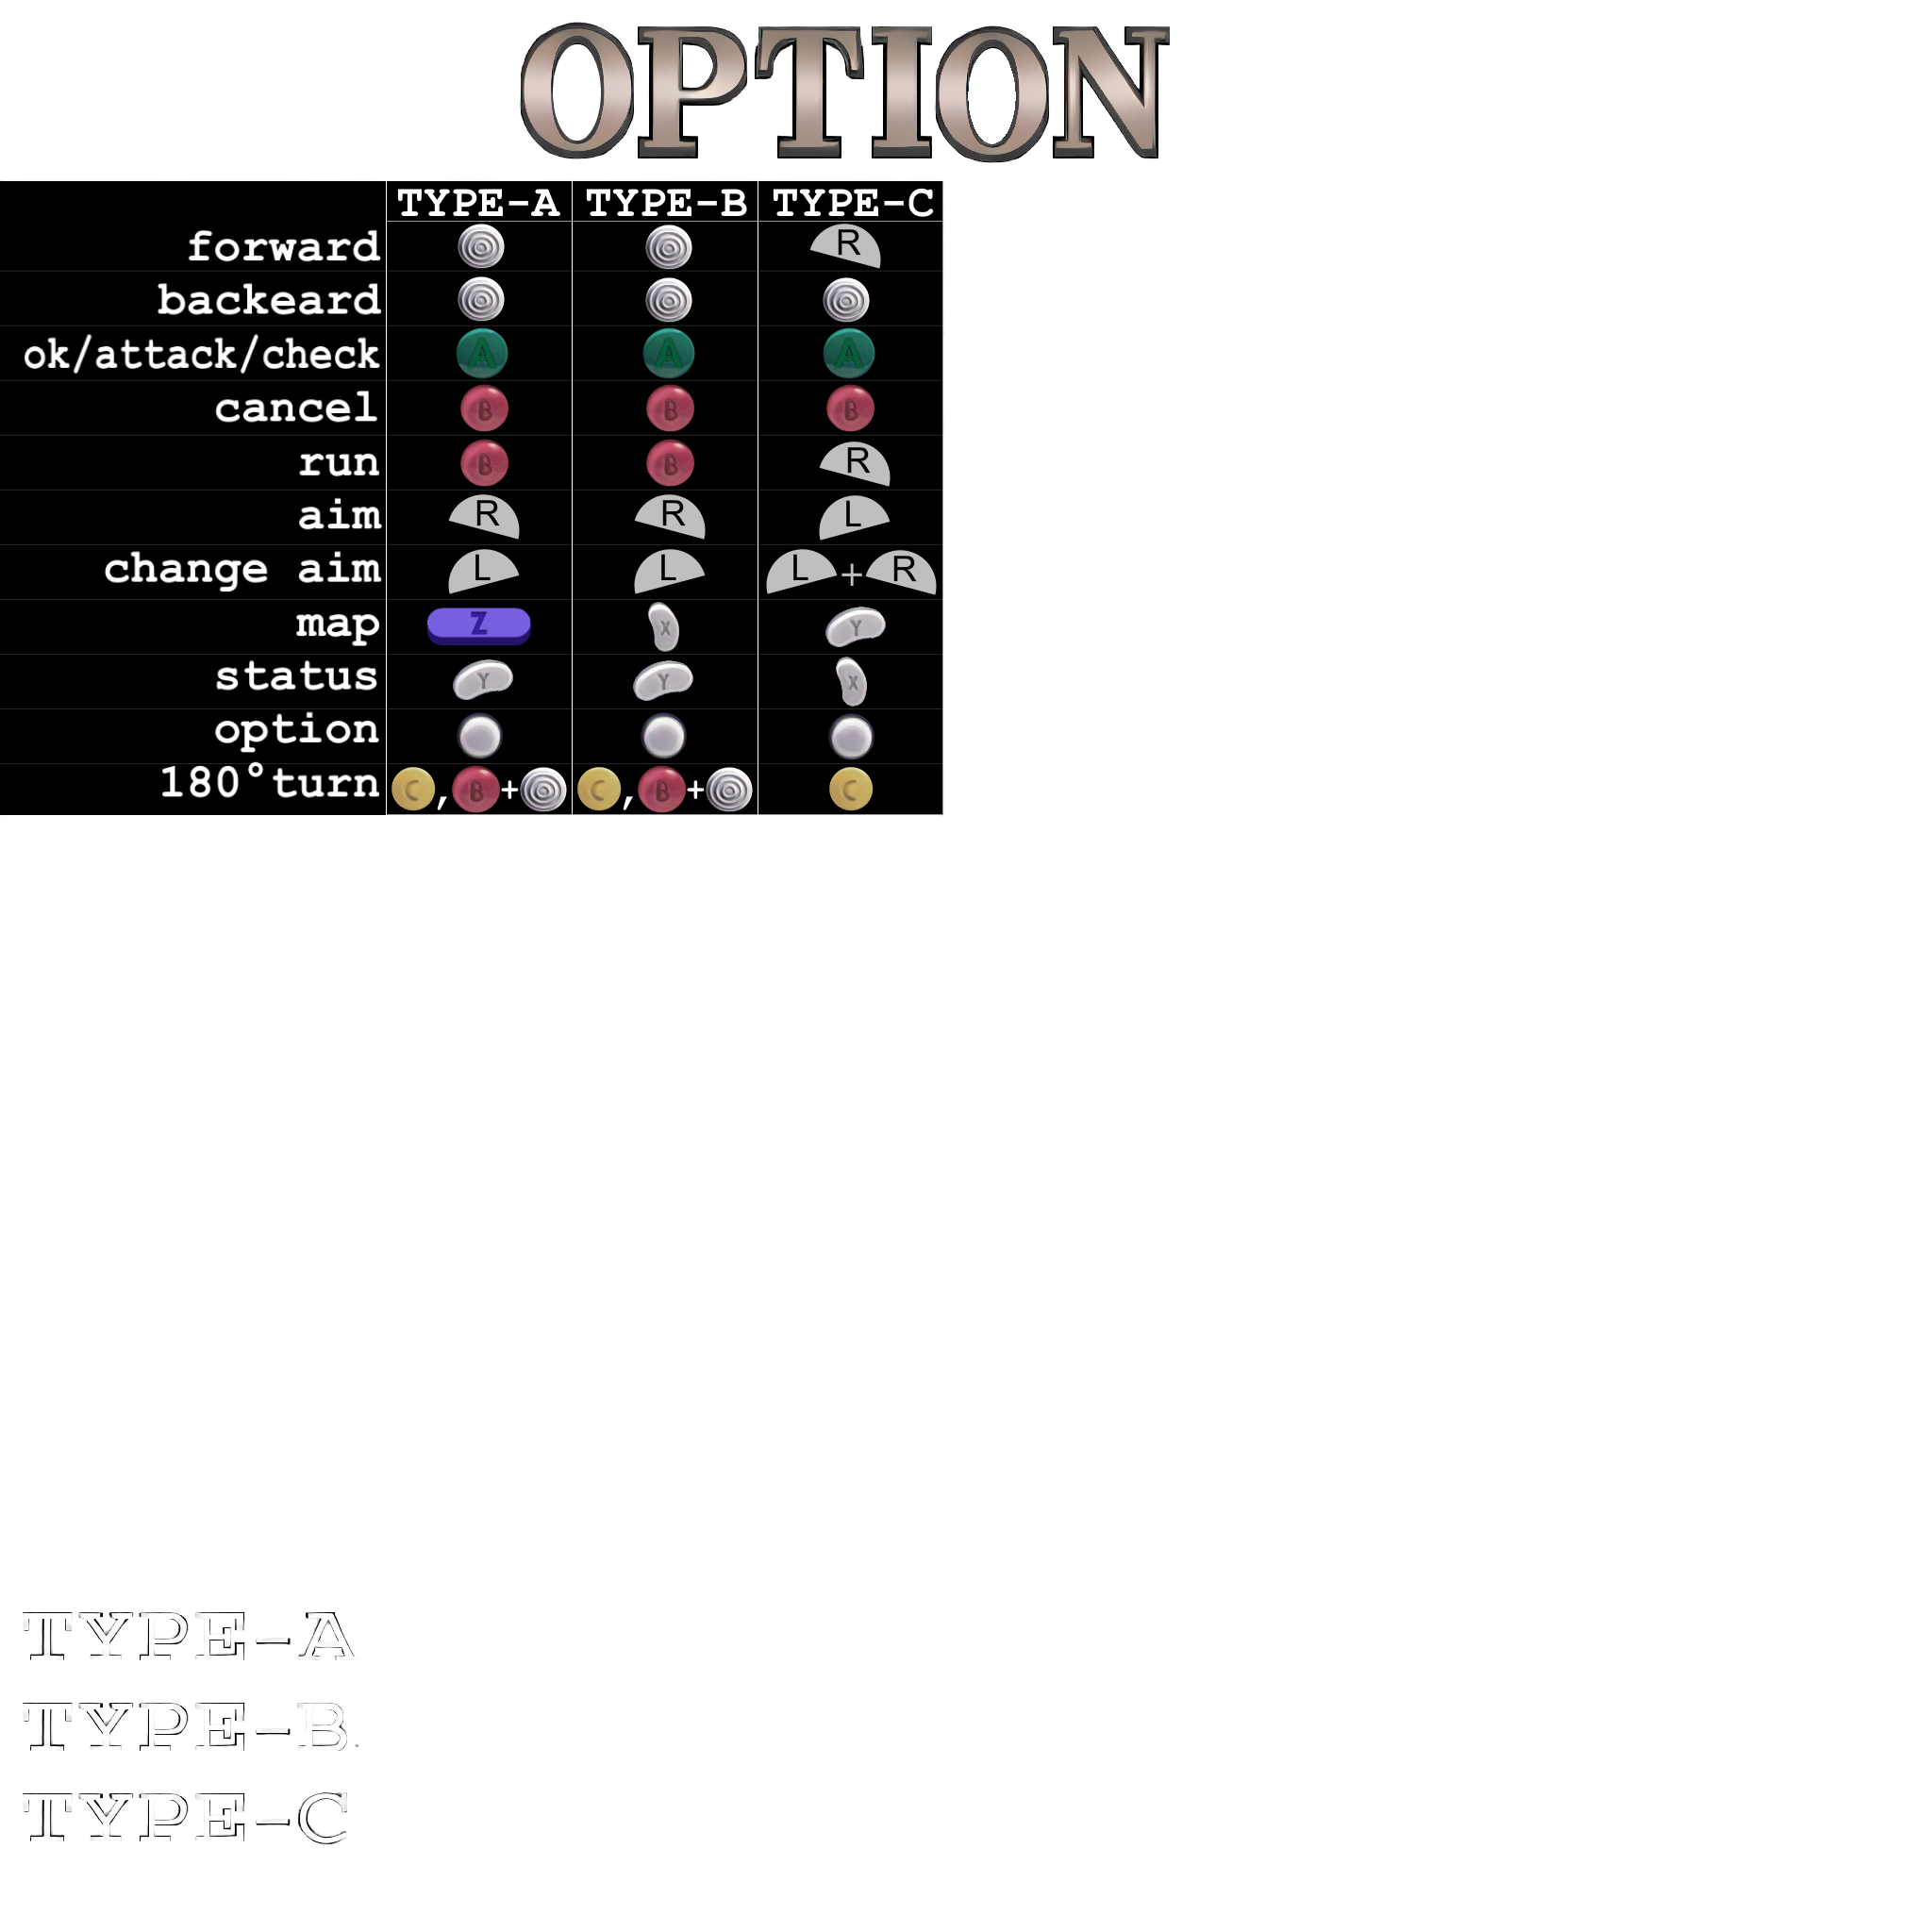 OPTION
TYPE-A TYPE-B TYPE-C
forward R
backeard
ok/attack/check A A A
cancel B B B
run B B R
aim R R L
change aim L L L+R
map Z X Y
status Y Y X
option
180°turn C,B+ C,B+ C
TYPE-A
TYPE-B.
TYPE-C